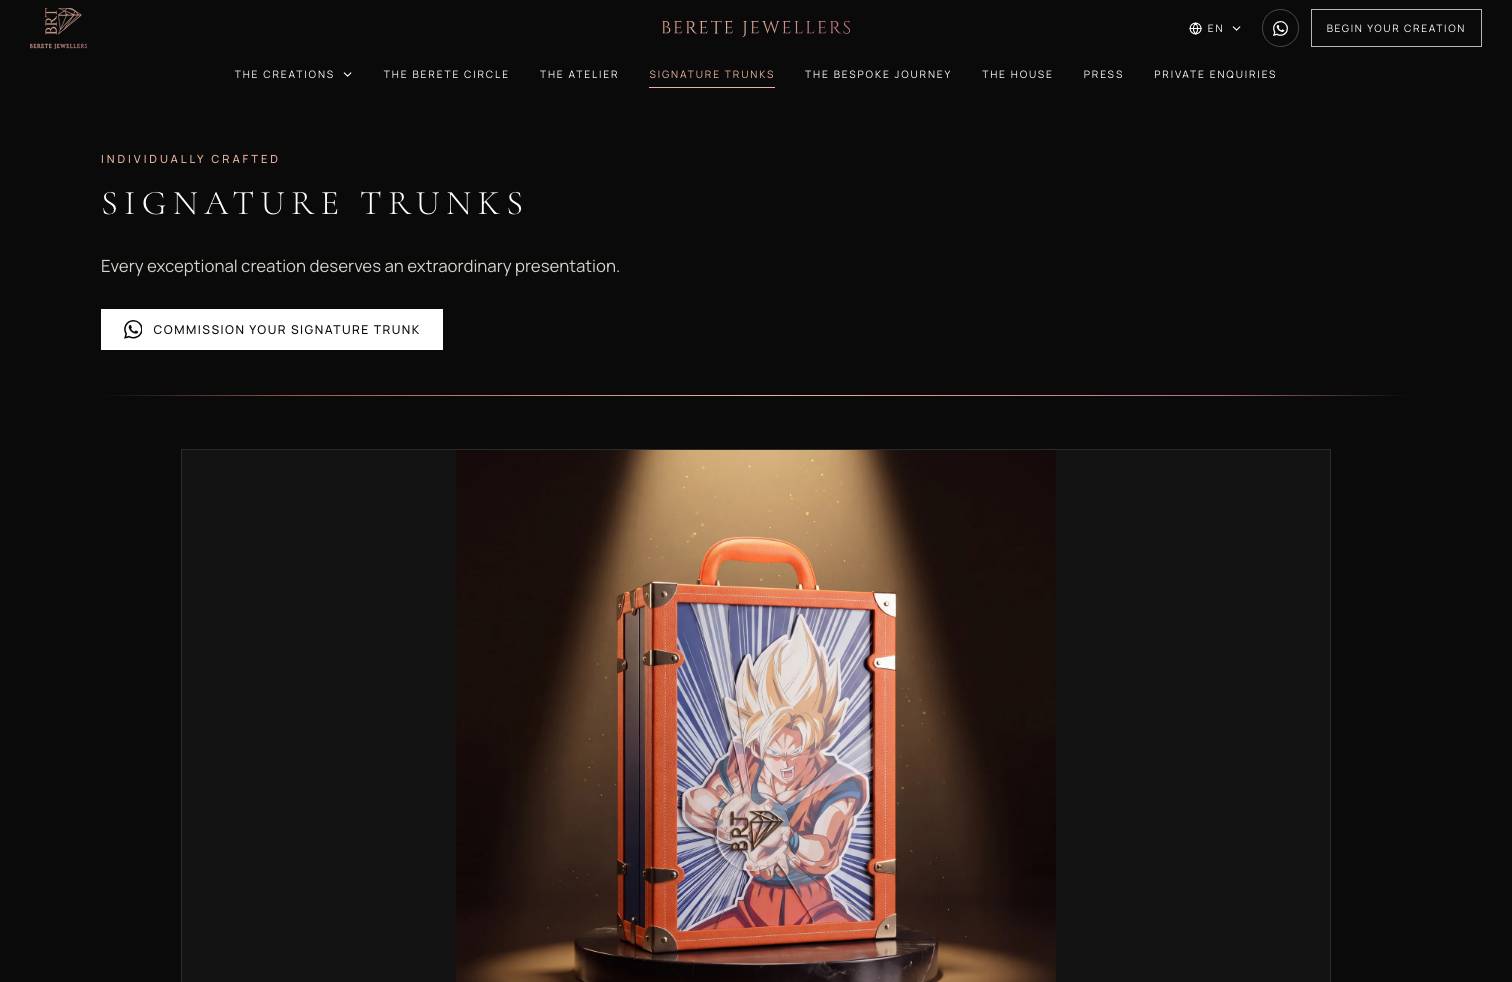 BRT
BERETE JEWELLERS
BERETE JEWELLERS
EN
BEGIN YOUR CREATION
THE CREATIONS
THE BERETE CIRCLE
THE ATELIER
SIGNATURE TRUNKS
THE BESPOKE JOURNEY
THE HOUSE
PRESS
PRIVATE ENQUIRIES
INDIVIDUALLY CRAFTED
SIGNATURE TRUNKS
Every exceptional creation deserves an extraordinary presentation.
COMMISSION YOUR SIGNATURE TRUNK
BRT